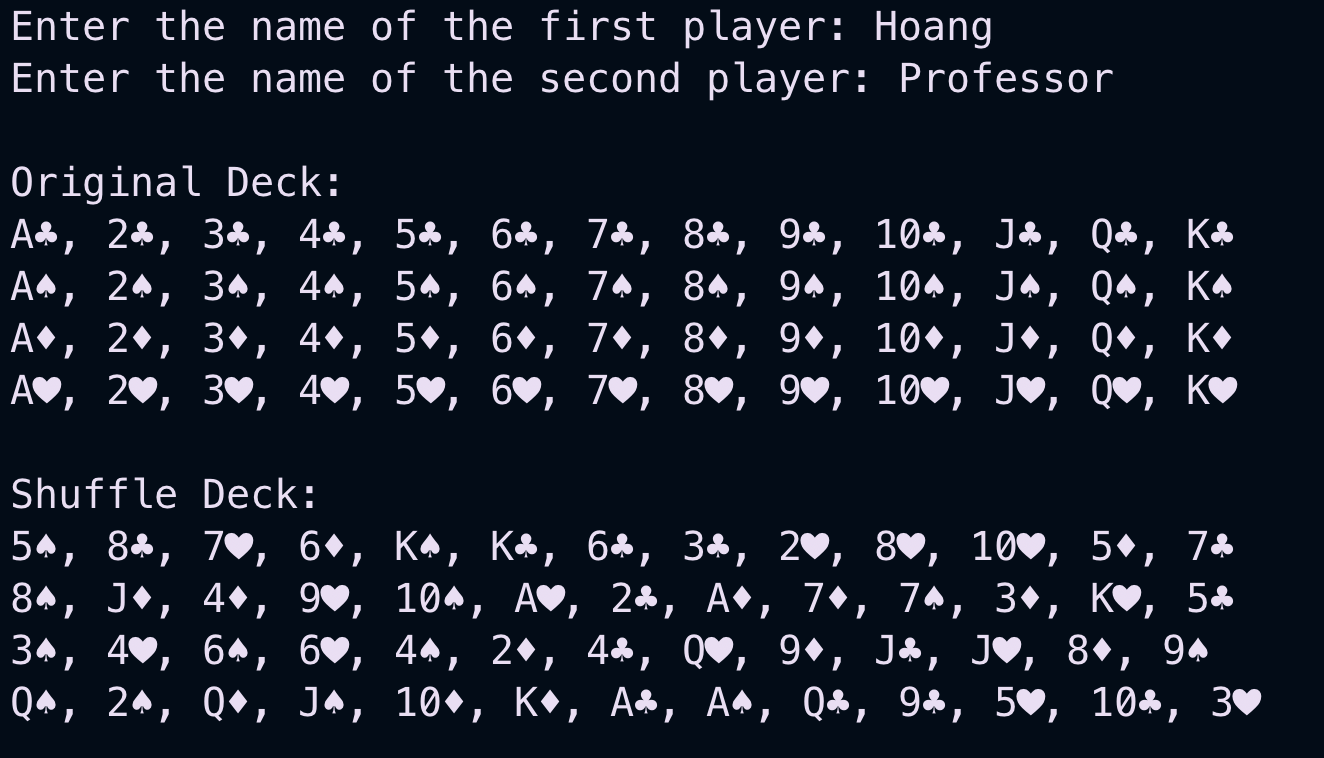 Enter the name of the first player: Hoang
Enter the name of the second player: Professor
Original Deck:
A♣, 2♣, 3♣, 4♣, 5♣, 6♣, 7♣, 8♣, 9♣, 10♣, J♣, Q♣, K♣
A♠, 2♠, 3♠, 4♠, 5♠, 6♠, 7♠, 8♠, 9♠, 10♠, J♠, Q♠, K♠
A♦, 2♦, 3♦, 4♦, 5♦, 6♦, 7♦, 8♦, 9♦, 10♦, J♦, Q♦, K♦
A♥, 2♥, 3♥, 4♥, 5♥, 6♥, 7♥, 8♥, 9♥, 10♥, J♥, Q♥, K♥
Shuffle Deck:
5♠, 8♣, 7♥, 6♦, K♠, K♣, 6♣, 3♣, 2♥, 8♥, 10♥, 5♦, 7♣
8♠, J♦, 4♦, 9♥, 10♠, A♥, 2♣, A♦, 7♦, 7♠, 3♦, K♥, 5♣
3♠, 4♥, 6♠, 6♥, 4♠, 2♦, 4♣, Q♥, 9♦, J♣, J♥, 8♦, 9♠
Q♠, 2♠, Q♦, J♠, 10♦, K♦, A♣, A♠, Q♣, 9♣, 5♥, 10♣, 3♥